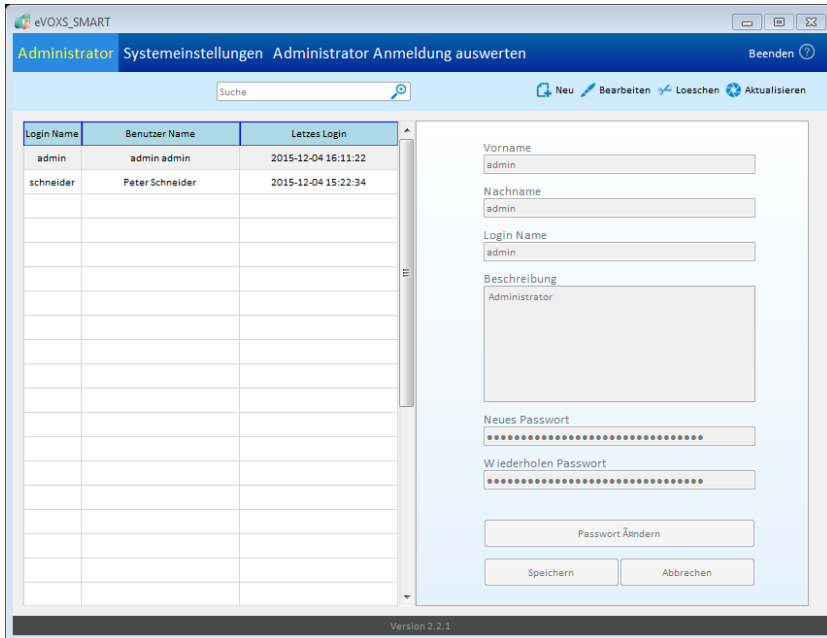 eVOXS_SMART
Administrator Systemeinstellungen Administrator Anmeldung auswerten Beenden ?
Suche Neu Bearbeiten Loeschen Aktualisieren
Login Name Benutzer Name Letzes Login
admin admin admin 2015-12-04 16:11:22
schneider Peter Schneider 2015-12-04 15:22:34
Vorname
admin
Nachname
admin
Login Name
admin
Beschreibung
Administrator
Neues Passwort
••••••••••••••••••••••••••••••••
Wiederholen Passwort
••••••••••••••••••••••••••••••••
Passwort Ã¤ndern
Speichern Abbrechen
Version 2.2.1